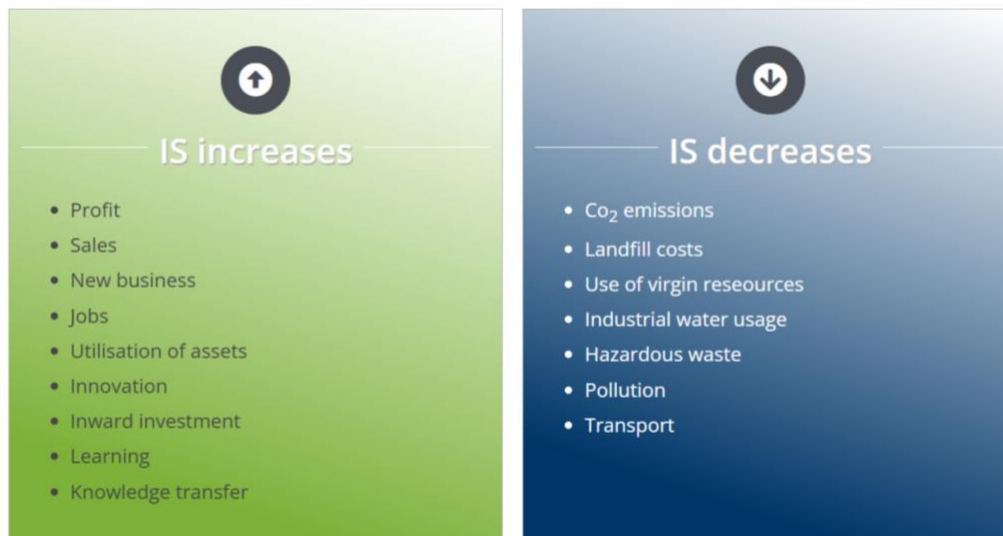 IS increases
Profit
Sales
New business
Jobs
Utilisation of assets
Innovation
Inward investment
Learning
Knowledge transfer
IS decreases
Co₂ emissions
Landfill costs
Use of virgin reseources
Industrial water usage
Hazardous waste
Pollution
Transport